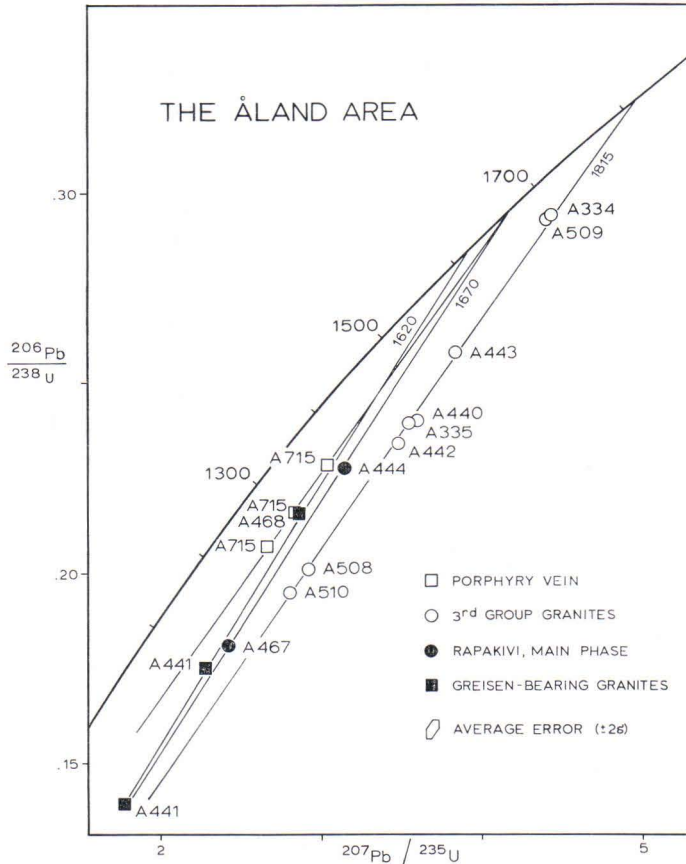 THE ÅLAND AREA
1700
1815
A334
A509
.30
1670
1500
1620
A443
206Pb
238U
A440
A335
A442
1300
A715
A444
A715
A468
A715
A508
A510
.20
□ PORPHYRY VEIN
○ 3rd GROUP GRANITES
● RAPAKIVI, MAIN PHASE
■ GREISEN-BEARING GRANITES
AVERAGE ERROR (±2σ)
A467
A441
.15
A441
2
207Pb / 235U
5